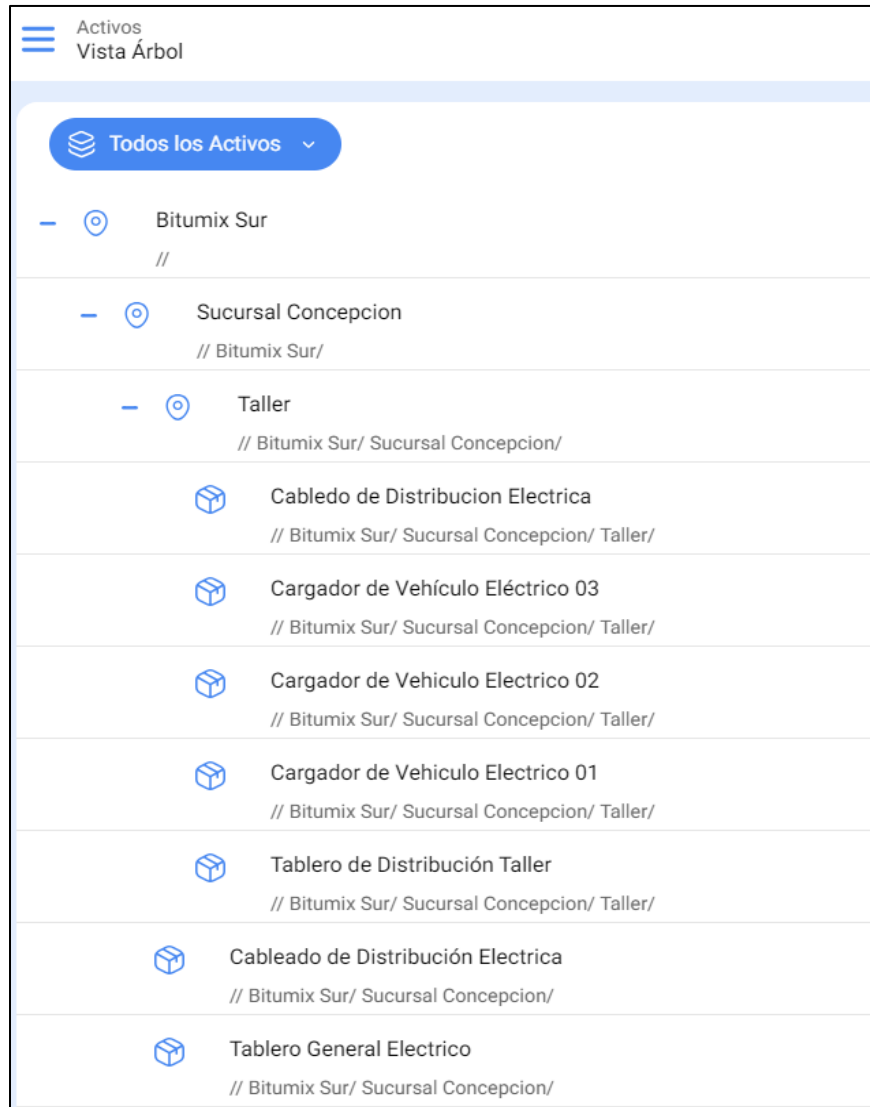 Activos
Vista Árbol
Todos los Activos
Bitumix Sur
//
Sucursal Concepcion
// Bitumix Sur/
Taller
// Bitumix Sur/ Sucursal Concepcion/
Cabledo de Distribucion Electrica
// Bitumix Sur/ Sucursal Concepcion/ Taller/
Cargador de Vehículo Eléctrico 03
// Bitumix Sur/ Sucursal Concepcion/ Taller/
Cargador de Vehiculo Electrico 02
// Bitumix Sur/ Sucursal Concepcion/ Taller/
Cargador de Vehiculo Electrico 01
// Bitumix Sur/ Sucursal Concepcion/ Taller/
Tablero de Distribución Taller
// Bitumix Sur/ Sucursal Concepcion/ Taller/
Cableado de Distribución Electrica
// Bitumix Sur/ Sucursal Concepcion/
Tablero General Electrico
// Bitumix Sur/ Sucursal Concepcion/